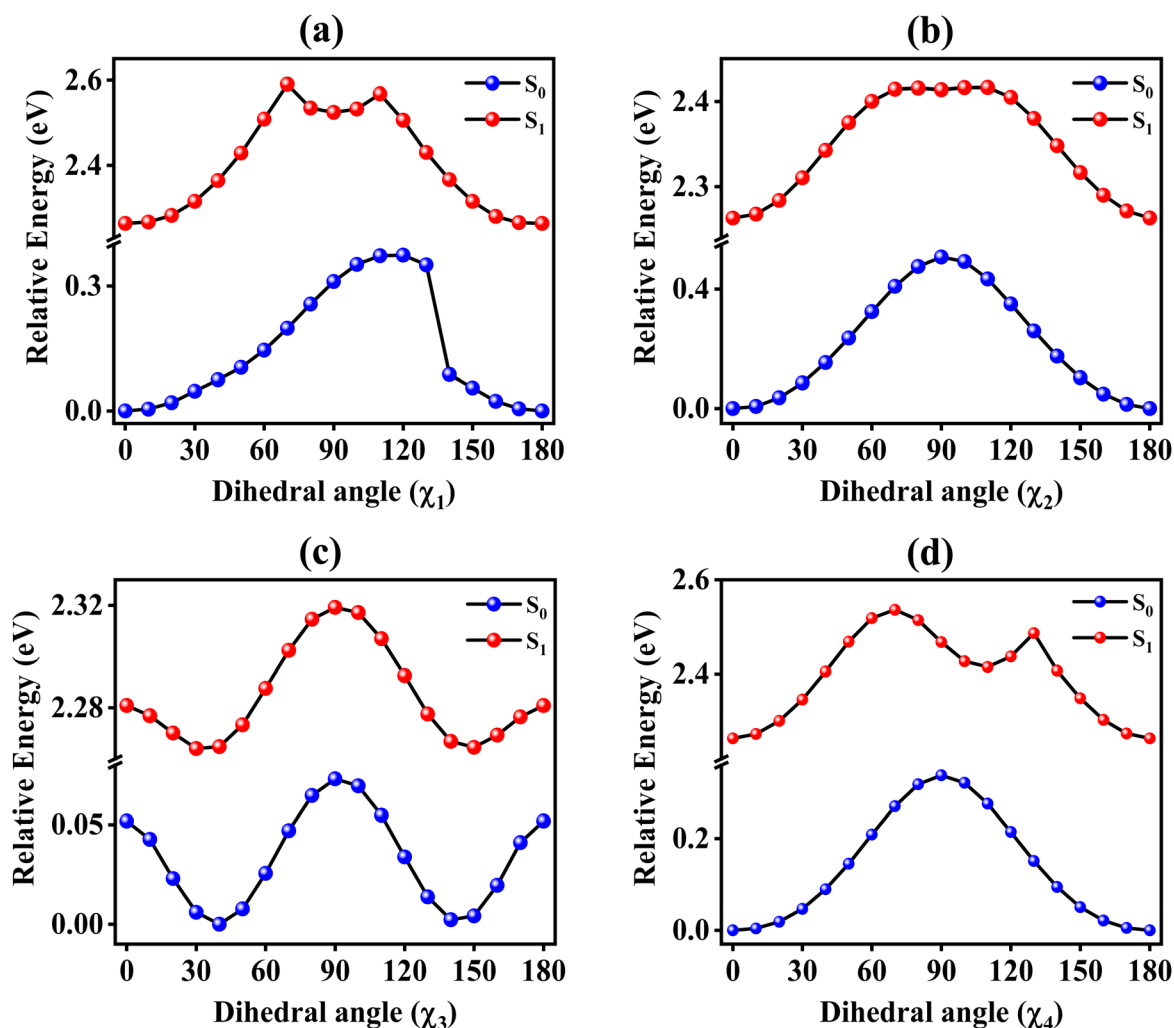 (a)
2.6
2.4
0.3
0.0
Relative Energy (eV)
S₀
S₁
0 30 60 90 120 150 180
Dihedral angle (χ₁)
(b)
2.4
2.3
0.4
0.0
Relative Energy (eV)
S₀
S₁
0 30 60 90 120 150 180
Dihedral angle (χ₂)
(c)
2.32
2.28
0.05
0.00
Relative Energy (eV)
S₀
S₁
0 30 60 90 120 150 180
Dihedral angle (χ₃)
(d)
2.6
2.4
0.2
0.0
Relative Energy (eV)
S₀
S₁
0 30 60 90 120 150 180
Dihedral angle (χ₄)